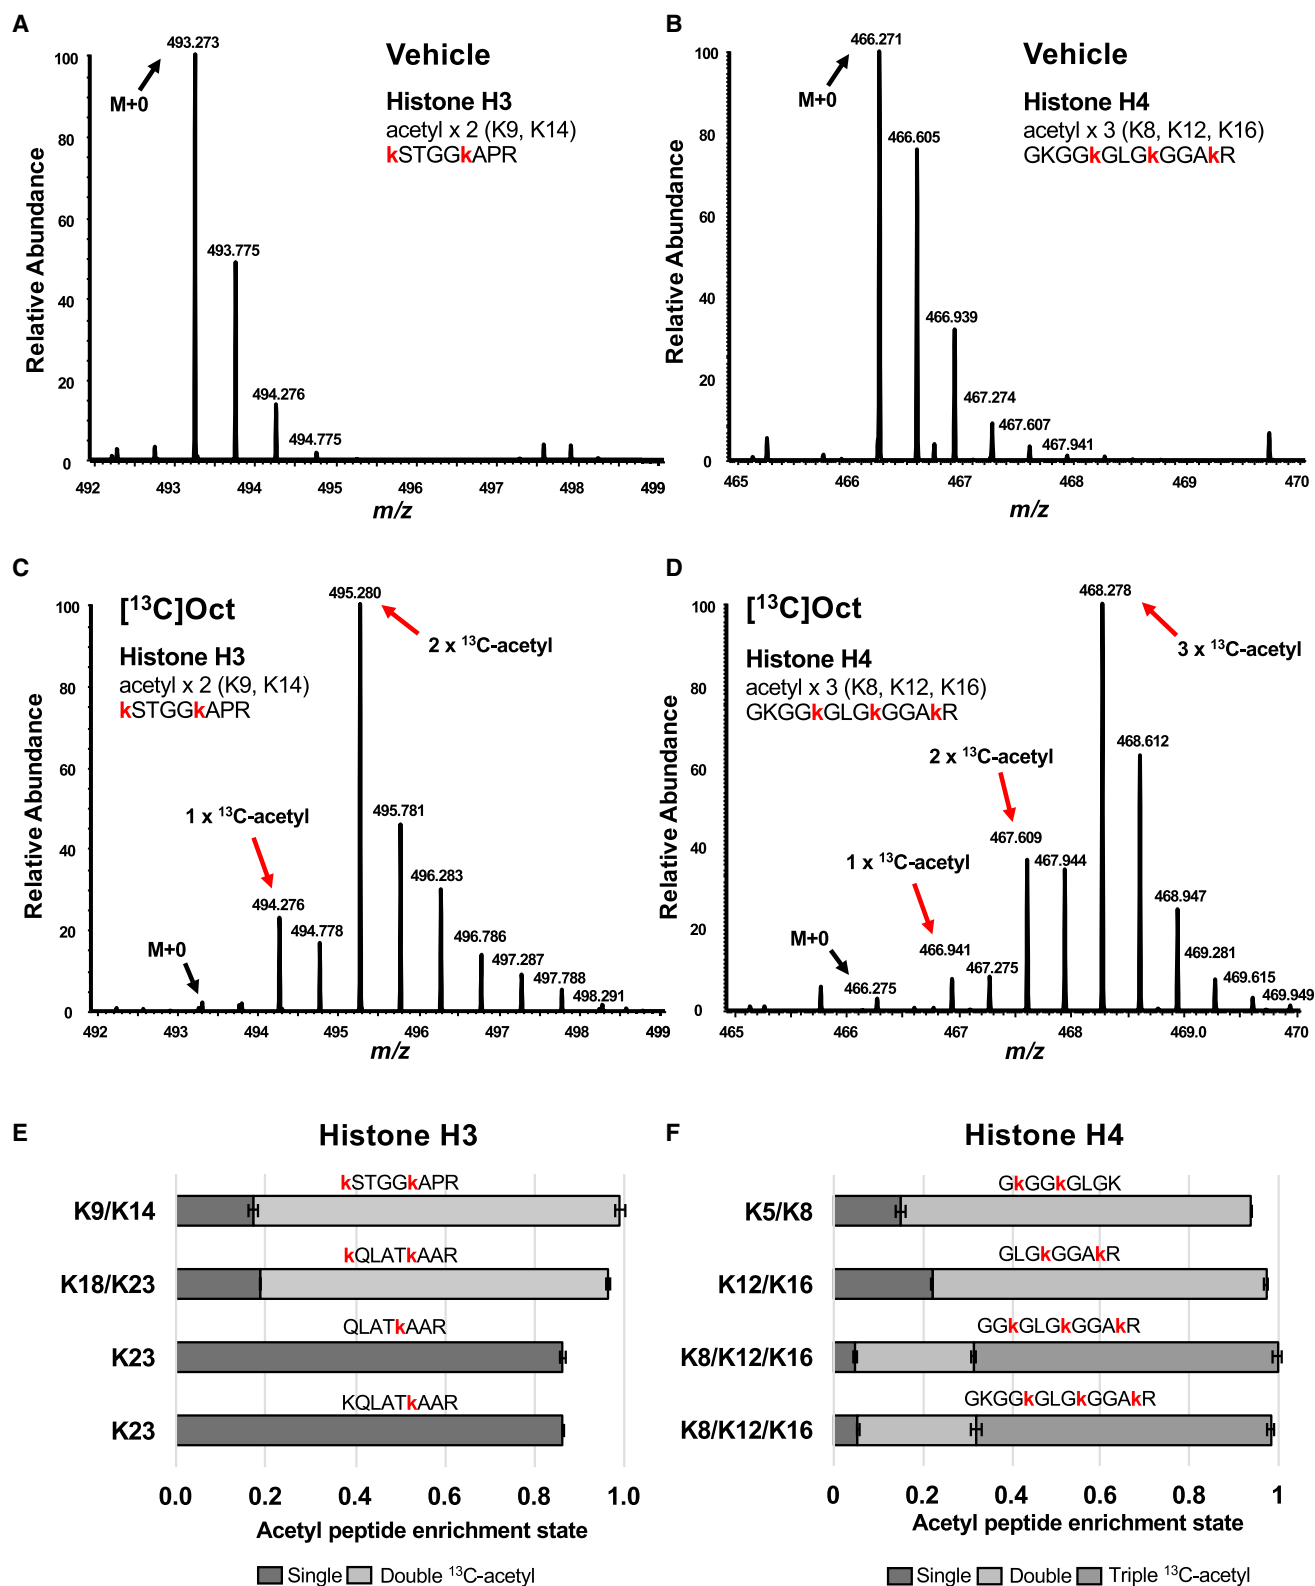 A
Vehicle
Histone H3
acetyl x 2 (K9, K14)
kSTGGkAPR
M+0
493.273
493.775
494.276
494.775
Relative Abundance
100
80
60
40
20
0
492 493 494 495 496 497 498 499
m/z
B
Vehicle
Histone H4
acetyl x 3 (K8, K12, K16)
GKGGkGLGkGGAkR
M+0
466.271
466.605
466.939
467.274
467.607
467.941
Relative Abundance
100
80
60
40
20
0
465 466 467 468 469 470
m/z
C
[¹³C]Oct
Histone H3
acetyl x 2 (K9, K14)
kSTGGkAPR
495.280
2 x ¹³C-acetyl
1 x ¹³C-acetyl
494.276
494.778
M+0
495.781
496.283
496.786
497.287
497.788
498.291
Relative Abundance
100
80
60
40
20
0
492 493 494 495 496 497 498 499
m/z
D
[¹³C]Oct
Histone H4
acetyl x 3 (K8, K12, K16)
GKGGkGLGkGGAkR
468.278
3 x ¹³C-acetyl
2 x ¹³C-acetyl
467.609
467.944
1 x ¹³C-acetyl
466.941
467.275
M+0
466.275
468.612
468.947
469.281
469.615
469.949
Relative Abundance
100
80
60
40
20
0
465 466 467 468 469.0 470
m/z
E
Histone H3
kSTGGkAPR
K9/K14
kQLATkAAR
K18/K23
QLATkAAR
K23
KQLATkAAR
K23
0.0 0.2 0.4 0.6 0.8 1.0
Acetyl peptide enrichment state
Single Double ¹³C-acetyl
F
Histone H4
GkGGkGLGK
K5/K8
GLGkGGAkR
K12/K16
GGkGLGkGGAkR
K8/K12/K16
GKGGkGLGkGGAkR
K8/K12/K16
0 0.2 0.4 0.6 0.8 1
Acetyl peptide enrichment state
Single Double Triple ¹³C-acetyl